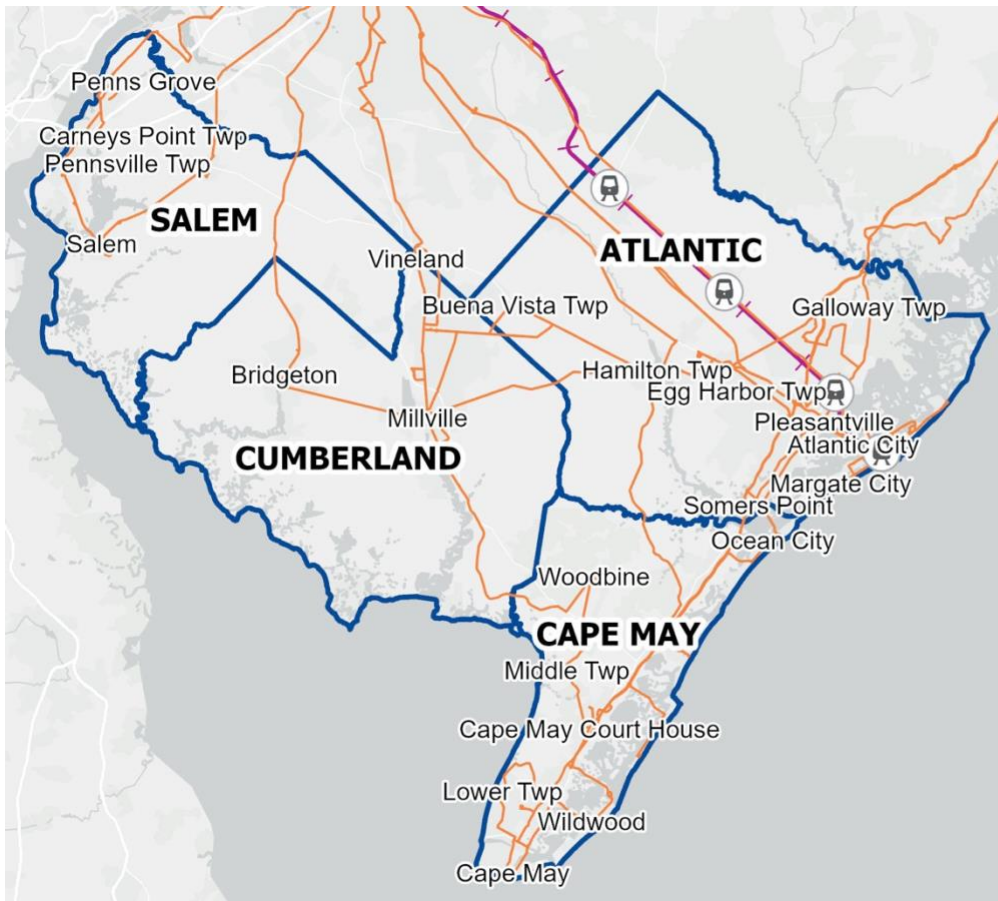 Penns Grove
Carneys Point Twp
Pennsville Twp
SALEM
Salem
Vineland
ATLANTIC
Buena Vista Twp
Galloway Twp
Bridgeton
Hamilton Twp
Egg Harbor Twp
Millville
Pleasantville
Atlantic City
CUMBERLAND
Margate City
Somers Point
Ocean City
Woodbine
CAPE MAY
Middle Twp
Cape May Court House
Lower Twp
Wildwood
Cape May